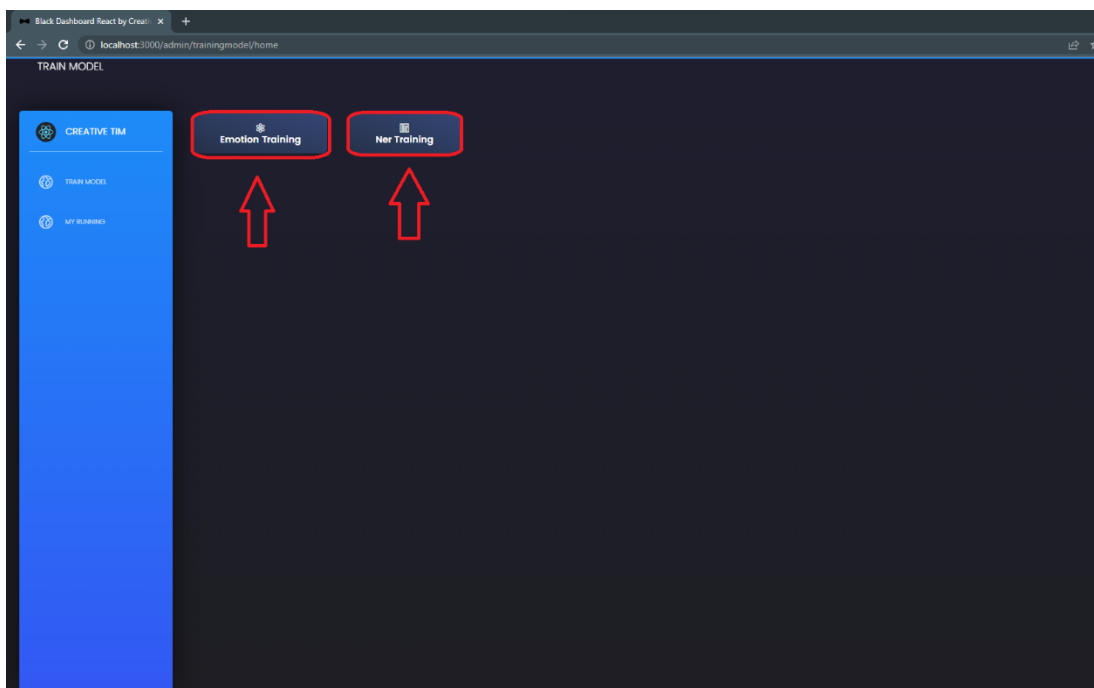 Black Dashboard React by Creati
localhost:3000/admin/trainingmodel/home
TRAIN MODEL
CREATIVE TIM
TRAIN MODEL
MY RUNNING
Emotion Training
Ner Training